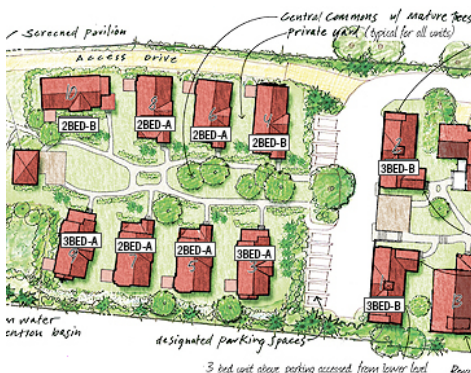 Screened pavilion
Central Commons w/ Mature Trees
private yard (typical for all units)
Access Drive
2BED-B
2BED-A
2BED-A
2BED-B
3BED-B
3BED-A
2BED-A
2BED-A
3BED-A
3BED-B
water
designated parking spaces
3 bed unit above parking accessed from lower level